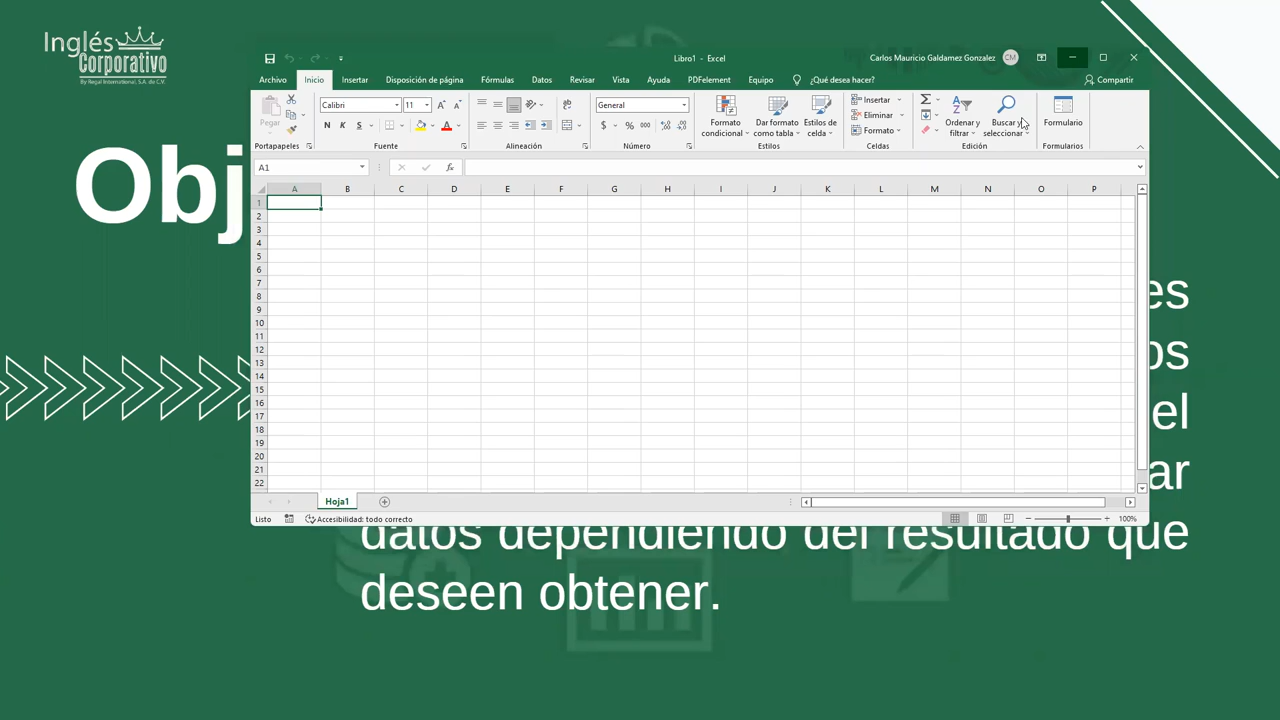 Inglés
Corporativo
By Regal International, S.A. de C.V.
Libro1 - Excel
Carlos Mauricio Galdamez Gonzalez
CM
Archivo Inicio Insertar Disposición de página Fórmulas Datos Revisar Vista Ayuda PDFelement Equipo ¿Qué desea hacer? Compartir
Pegar
Calibri 11
N K S
General
$ % 000
Formato
condicional
Dar formato
como tabla
Estilos de
celda
Insertar
Eliminar
Formato
Ordenar y
filtrar
Buscar y
seleccionar
Formulario
Portapapeles Fuente Alineación Número Estilos Celdas Edición Formularios
A1 fx
A B C D E F G H I J K L M N O P
1
2
3
4
5
6
7
8
9
10
11
12
13
14
15
16
17
18
19
20
21
22
Hoja1
Listo Accesibilidad: todo correcto 100%
Obj
es
os
el
ar
datos dependiendo del resultado que
deseen obtener.